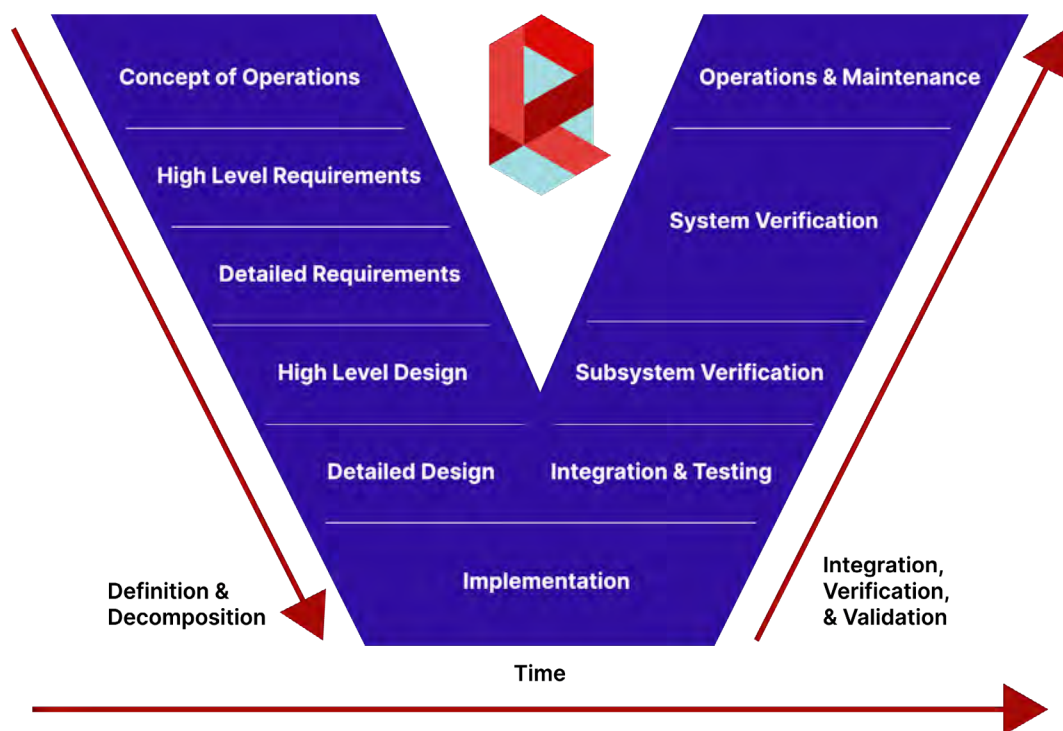 Concept of Operations
High Level Requirements
Detailed Requirements
High Level Design
Detailed Design
Implementation
Integration & Testing
Subsystem Verification
System Verification
Operations & Maintenance
Definition &
Decomposition
Integration,
Verification,
& Validation
Time